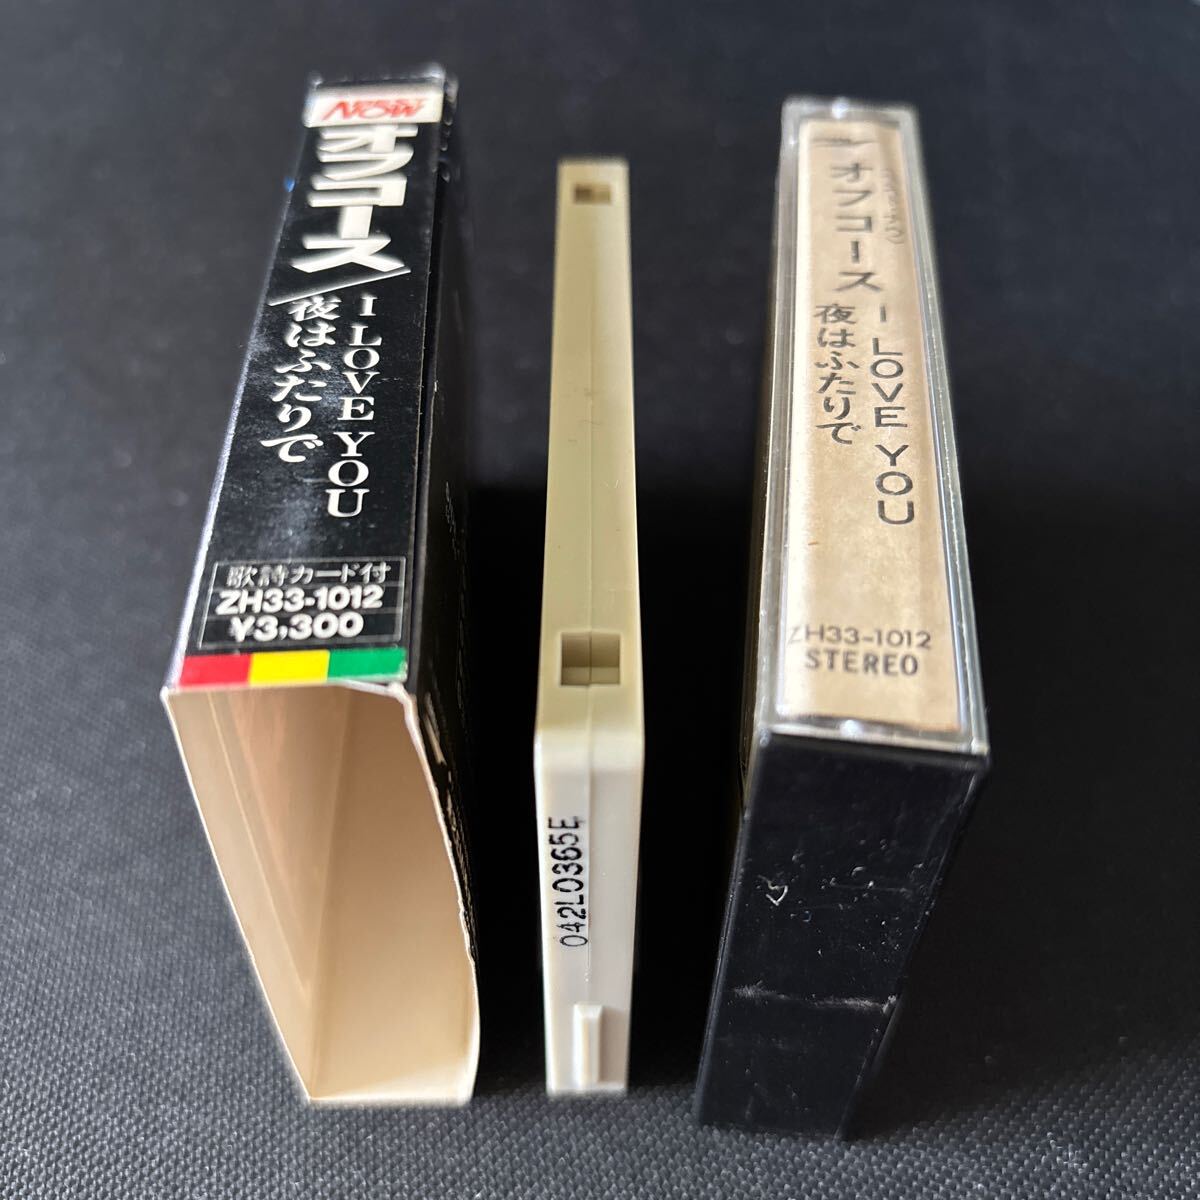 NOW
オフコース/
I LOVE YOU
夜はふたりで
歌詩カード付
ZH33-1012
¥3,300
042L0365E
オフコース
I LOVE YOU
夜はふたりで
ZH33-1012
STEREO